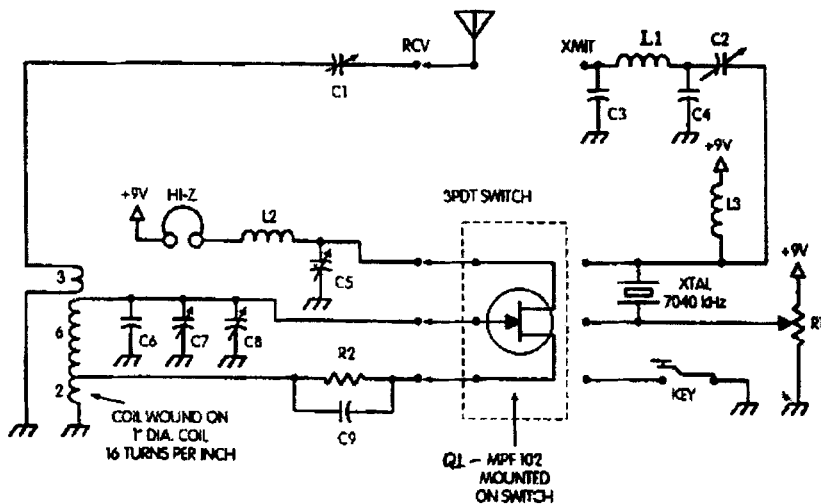 RCV
XMIT
L1
C2
C1
C3
C4
+9V
+9V
HI-Z
L2
3PDT SWITCH
L3
+9V
3
C5
XTAL
7040 kHz
6
C6
C7
C8
R2
2
C9
KEY
COIL WOUND ON
1" DIA. COIL
16 TURNS PER INCH
Q1 - MPF102
MOUNTED
ON SWITCH